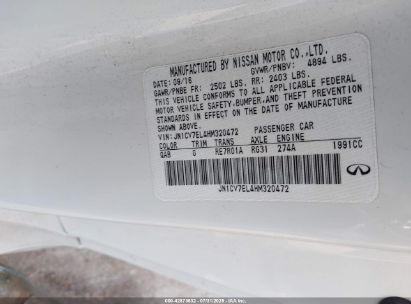 MANUFACTURED BY NISSAN MOTOR CO., LTD.
DATE: 09/16 GVWR/PNBV: 4894 LBS.
GAWR/PNBE FR: 2502 LBS. RR: 2403 LBS.
THIS VEHICLE CONFORMS TO ALL APPLICABLE FEDERAL
MOTOR VEHICLE SAFETY, BUMPER, AND THEFT PREVENTION
STANDARDS IN EFFECT ON THE DATE OF MANUFACTURE
SHOWN ABOVE.
VIN: JN1CV7EL4HM320472 PASSENGER CAR
COLOR TRIM TRANS AXLE ENGINE
QAB G RE7R01A RG31 274A 1991CC
JN1CV7EL4HM320472
INFINITI